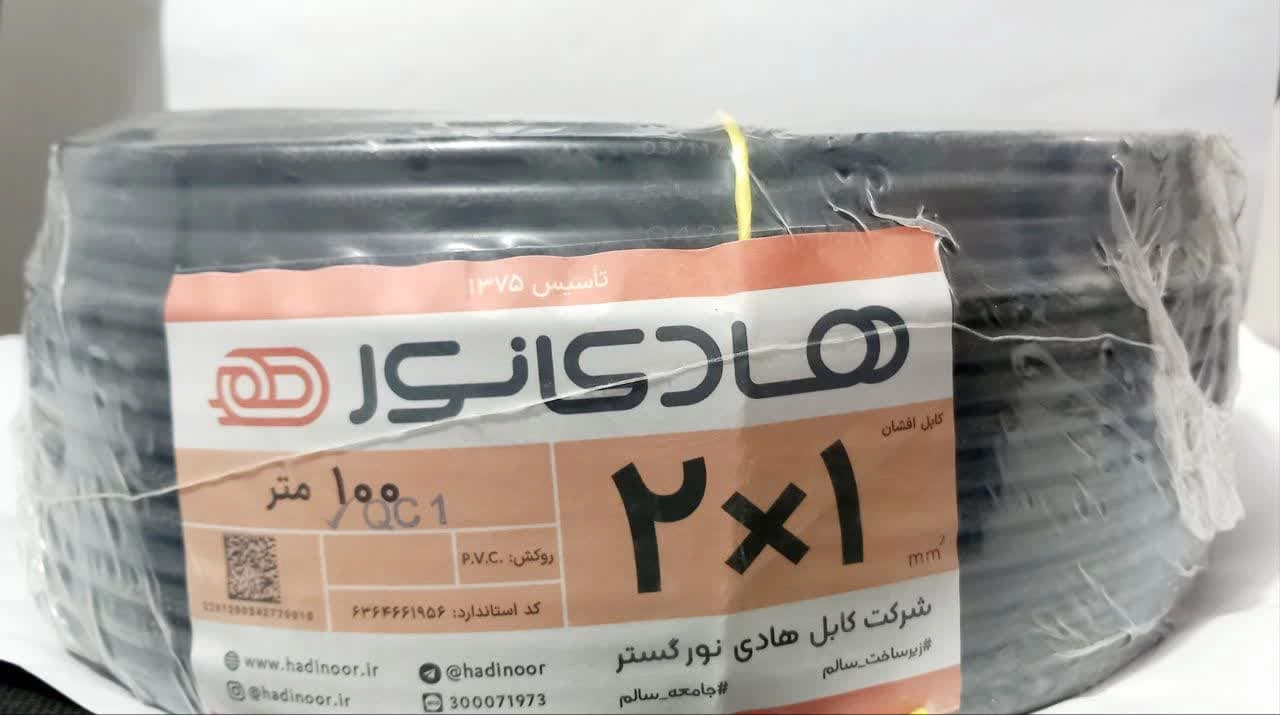 تأسیس ۱۳۷۵
هادی نور
کابل افشان
۲×۱
mm²
۱۰۰ متر
QC 1
روکش: P.V.C.
کد استاندارد: ۶۳۶۴۶۶۱۹۵۶
شرکت کابل هادی نور گستر
#زیرساخت_سالم
#جامعه_سالم
www.hadinoor.ir
@hadinoor
@hadinoor.ir
300071973